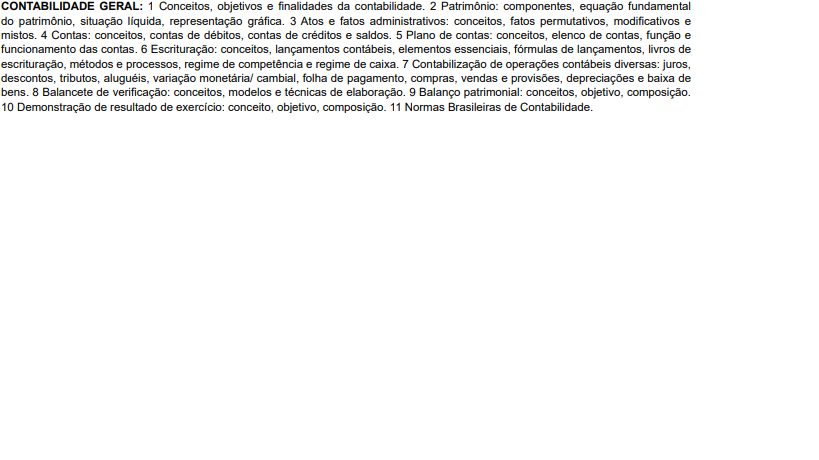 CONTABILIDADE GERAL: 1 Conceitos, objetivos e finalidades da contabilidade. 2 Patrimônio: componentes, equação fundamental
do patrimônio, situação líquida, representação gráfica. 3 Atos e fatos administrativos: conceitos, fatos permutativos, modificativos e
mistos. 4 Contas: conceitos, contas de débitos, contas de créditos e saldos. 5 Plano de contas: conceitos, elenco de contas, função e
funcionamento das contas. 6 Escrituração: conceitos, lançamentos contábeis, elementos essenciais, fórmulas de lançamentos, livros de
escrituração, métodos e processos, regime de competência e regime de caixa. 7 Contabilização de operações contábeis diversas: juros,
descontos, tributos, aluguéis, variação monetária/ cambial, folha de pagamento, compras, vendas e provisões, depreciações e baixa de
bens. 8 Balancete de verificação: conceitos, modelos e técnicas de elaboração. 9 Balanço patrimonial: conceitos, objetivo, composição.
10 Demonstração de resultado de exercício: conceito, objetivo, composição. 11 Normas Brasileiras de Contabilidade.